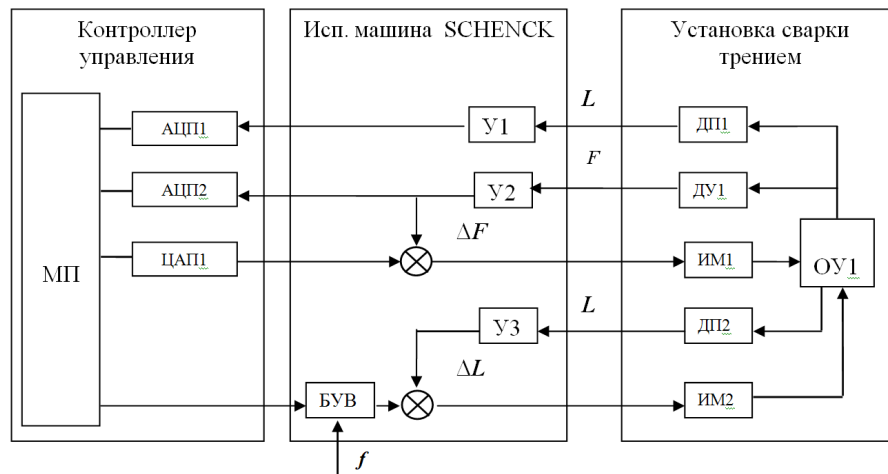 Контроллер
управления
Исп. машина SCHENCK
Установка сварки
трением
МП
АЦП1
У1
L
ДП1
АЦП2
У2
F
ДУ1
ΔF
ЦАП1
ИМ1
ОУ1
У3
L
ДП2
ΔL
БУВ
ИМ2
f